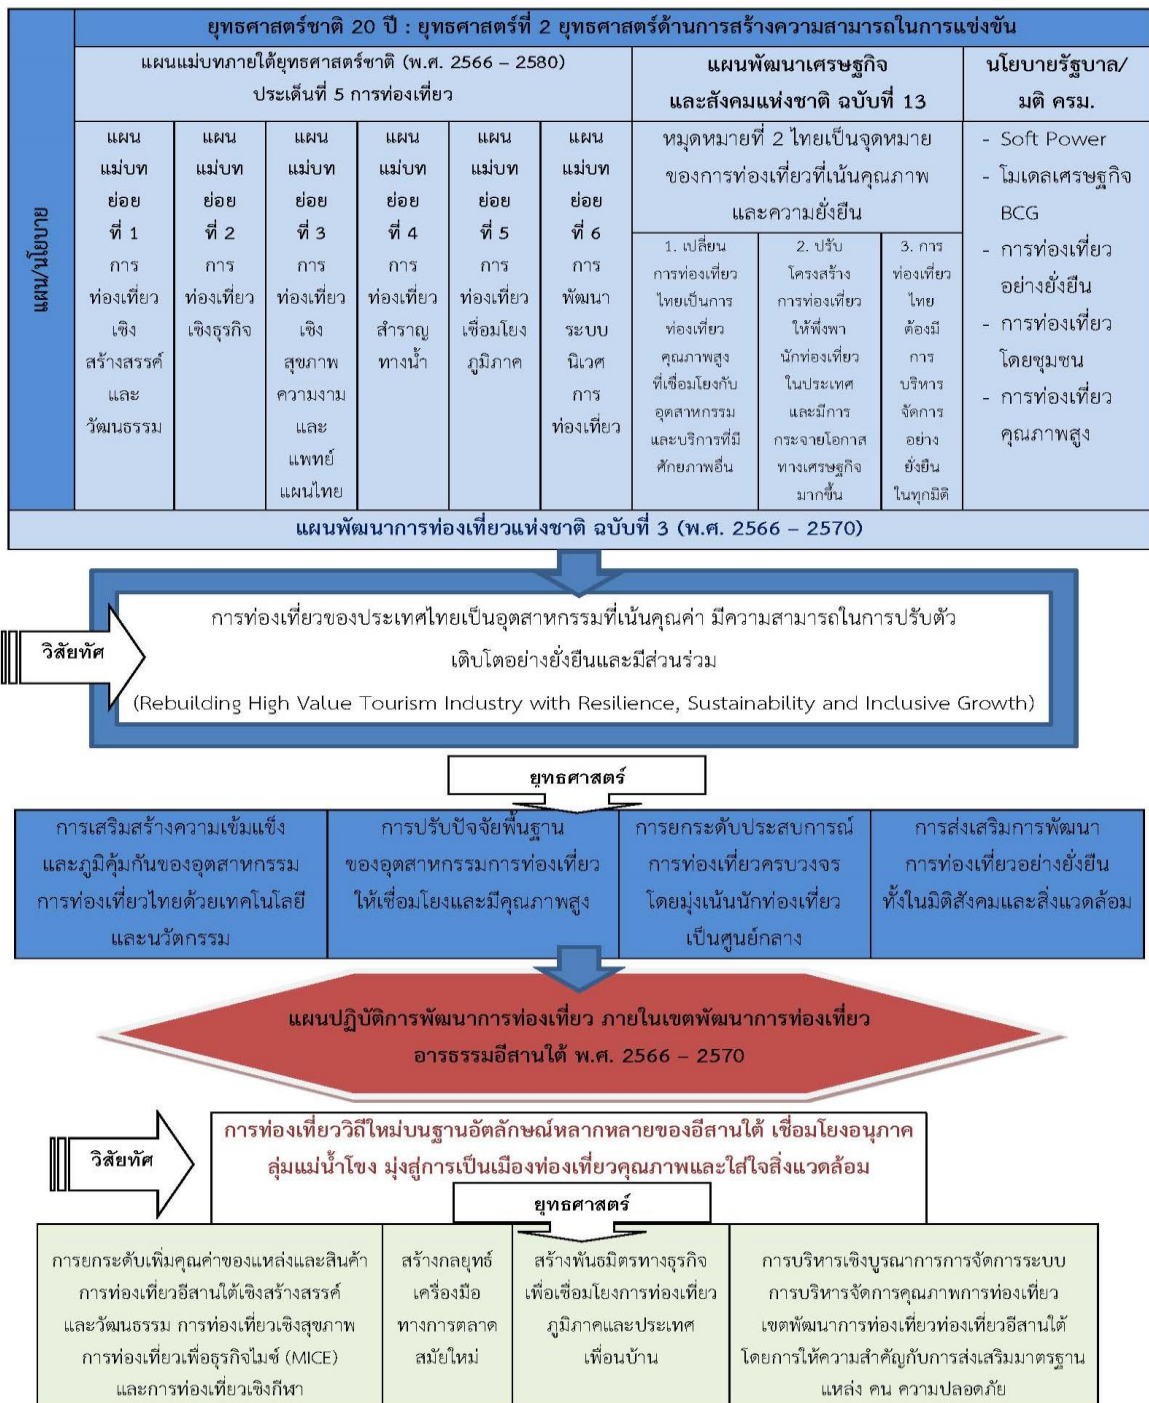 ยุทธศาสตร์ชาติ 20 ปี : ยุทธศาสตร์ที่ 2 ยุทธศาสตร์ด้านการสร้างความสามารถในการแข่งขัน
แผน/นโยบาย
แผนแม่บทภายใต้ยุทธศาสตร์ชาติ (พ.ศ. 2566 – 2580)
ประเด็นที่ 5 การท่องเที่ยว
แผน
แม่บท
ย่อย
ที่ 1
การ
ท่องเที่ยว
เชิง
สร้างสรรค์
และ
วัฒนธรรม
แผน
แม่บท
ย่อย
ที่ 2
การ
ท่องเที่ยว
เชิงธุรกิจ
แผน
แม่บท
ย่อย
ที่ 3
การ
ท่องเที่ยว
เชิง
สุขภาพ
ความงาม
และ
แพทย์
แผนไทย
แผน
แม่บท
ย่อย
ที่ 4
การ
ท่องเที่ยว
สำราญ
ทางน้ำ
แผน
แม่บท
ย่อย
ที่ 5
การ
ท่องเที่ยว
เชื่อมโยง
ภูมิภาค
แผน
แม่บท
ย่อย
ที่ 6
การ
พัฒนา
ระบบ
นิเวศ
การ
ท่องเที่ยว
แผนพัฒนาเศรษฐกิจ
และสังคมแห่งชาติ ฉบับที่ 13
หมุดหมายที่ 2 ไทยเป็นจุดหมาย
ของการท่องเที่ยวที่เน้นคุณภาพ
และความยั่งยืน
1. เปลี่ยน
การท่องเที่ยว
ไทยเป็นการ
ท่องเที่ยว
คุณภาพสูง
ที่เชื่อมโยงกับ
อุตสาหกรรม
และบริการที่มี
ศักยภาพอื่น
2. ปรับ
โครงสร้าง
การท่องเที่ยว
ให้พึ่งพา
นักท่องเที่ยว
ในประเทศ
และมีการ
กระจายโอกาส
ทางเศรษฐกิจ
มากขึ้น
3. การ
ท่องเที่ยว
ไทย
ต้องมี
การ
บริหาร
จัดการ
อย่าง
ยั่งยืน
ในทุกมิติ
นโยบายรัฐบาล/
มติ ครม.
- Soft Power
- โมเดลเศรษฐกิจ
BCG
- การท่องเที่ยว
อย่างยั่งยืน
- การท่องเที่ยว
โดยชุมชน
- การท่องเที่ยว
คุณภาพสูง
แผนพัฒนาการท่องเที่ยวแห่งชาติ ฉบับที่ 3 (พ.ศ. 2566 – 2570)
วิสัยทัศ
การท่องเที่ยวของประเทศไทยเป็นอุตสาหกรรมที่เน้นคุณค่า มีความสามารถในการปรับตัว
เติบโตอย่างยั่งยืนและมีส่วนร่วม
(Rebuilding High Value Tourism Industry with Resilience, Sustainability and Inclusive Growth)
ยุทธศาสตร์
การเสริมสร้างความเข้มแข็ง
และภูมิคุ้มกันของอุตสาหกรรม
การท่องเที่ยวไทยด้วยเทคโนโลยี
และนวัตกรรม
การปรับปัจจัยพื้นฐาน
ของอุตสาหกรรมการท่องเที่ยว
ให้เชื่อมโยงและมีคุณภาพสูง
การยกระดับประสบการณ์
การท่องเที่ยวครบวงจร
โดยมุ่งเน้นนักท่องเที่ยว
เป็นศูนย์กลาง
การส่งเสริมการพัฒนา
การท่องเที่ยวอย่างยั่งยืน
ทั้งในมิติสังคมและสิ่งแวดล้อม
แผนปฏิบัติการพัฒนาการท่องเที่ยว ภายในเขตพัฒนาการท่องเที่ยว
อารธรรมอีสานใต้ พ.ศ. 2566 – 2570
วิสัยทัศ
การท่องเที่ยววิถีใหม่บนฐานอัตลักษณ์หลากหลายของอีสานใต้ เชื่อมโยงอนุภาค
ลุ่มแม่น้ำโขง มุ่งสู่การเป็นเมืองท่องเที่ยวคุณภาพและใส่ใจสิ่งแวดล้อม
ยุทธศาสตร์
การยกระดับเพิ่มคุณค่าของแหล่งและสินค้า
การท่องเที่ยวอีสานใต้เชิงสร้างสรรค์
และวัฒนธรรม การท่องเที่ยวเชิงสุขภาพ
การท่องเที่ยวเพื่อธุรกิจไมซ์ (MICE)
และการท่องเที่ยวเชิงกีฬา
สร้างกลยุทธ์
เครื่องมือ
ทางการตลาด
สมัยใหม่
สร้างพันธมิตรทางธุรกิจ
เพื่อเชื่อมโยงการท่องเที่ยว
ภูมิภาคและประเทศ
เพื่อนบ้าน
การบริหารเชิงบูรณาการการจัดการระบบ
การบริหารจัดการคุณภาพการท่องเที่ยว
เขตพัฒนาการท่องเที่ยวท่องเที่ยวอีสานใต้
โดยการให้ความสำคัญกับการส่งเสริมมาตรฐาน
แหล่ง คน ความปลอดภัย